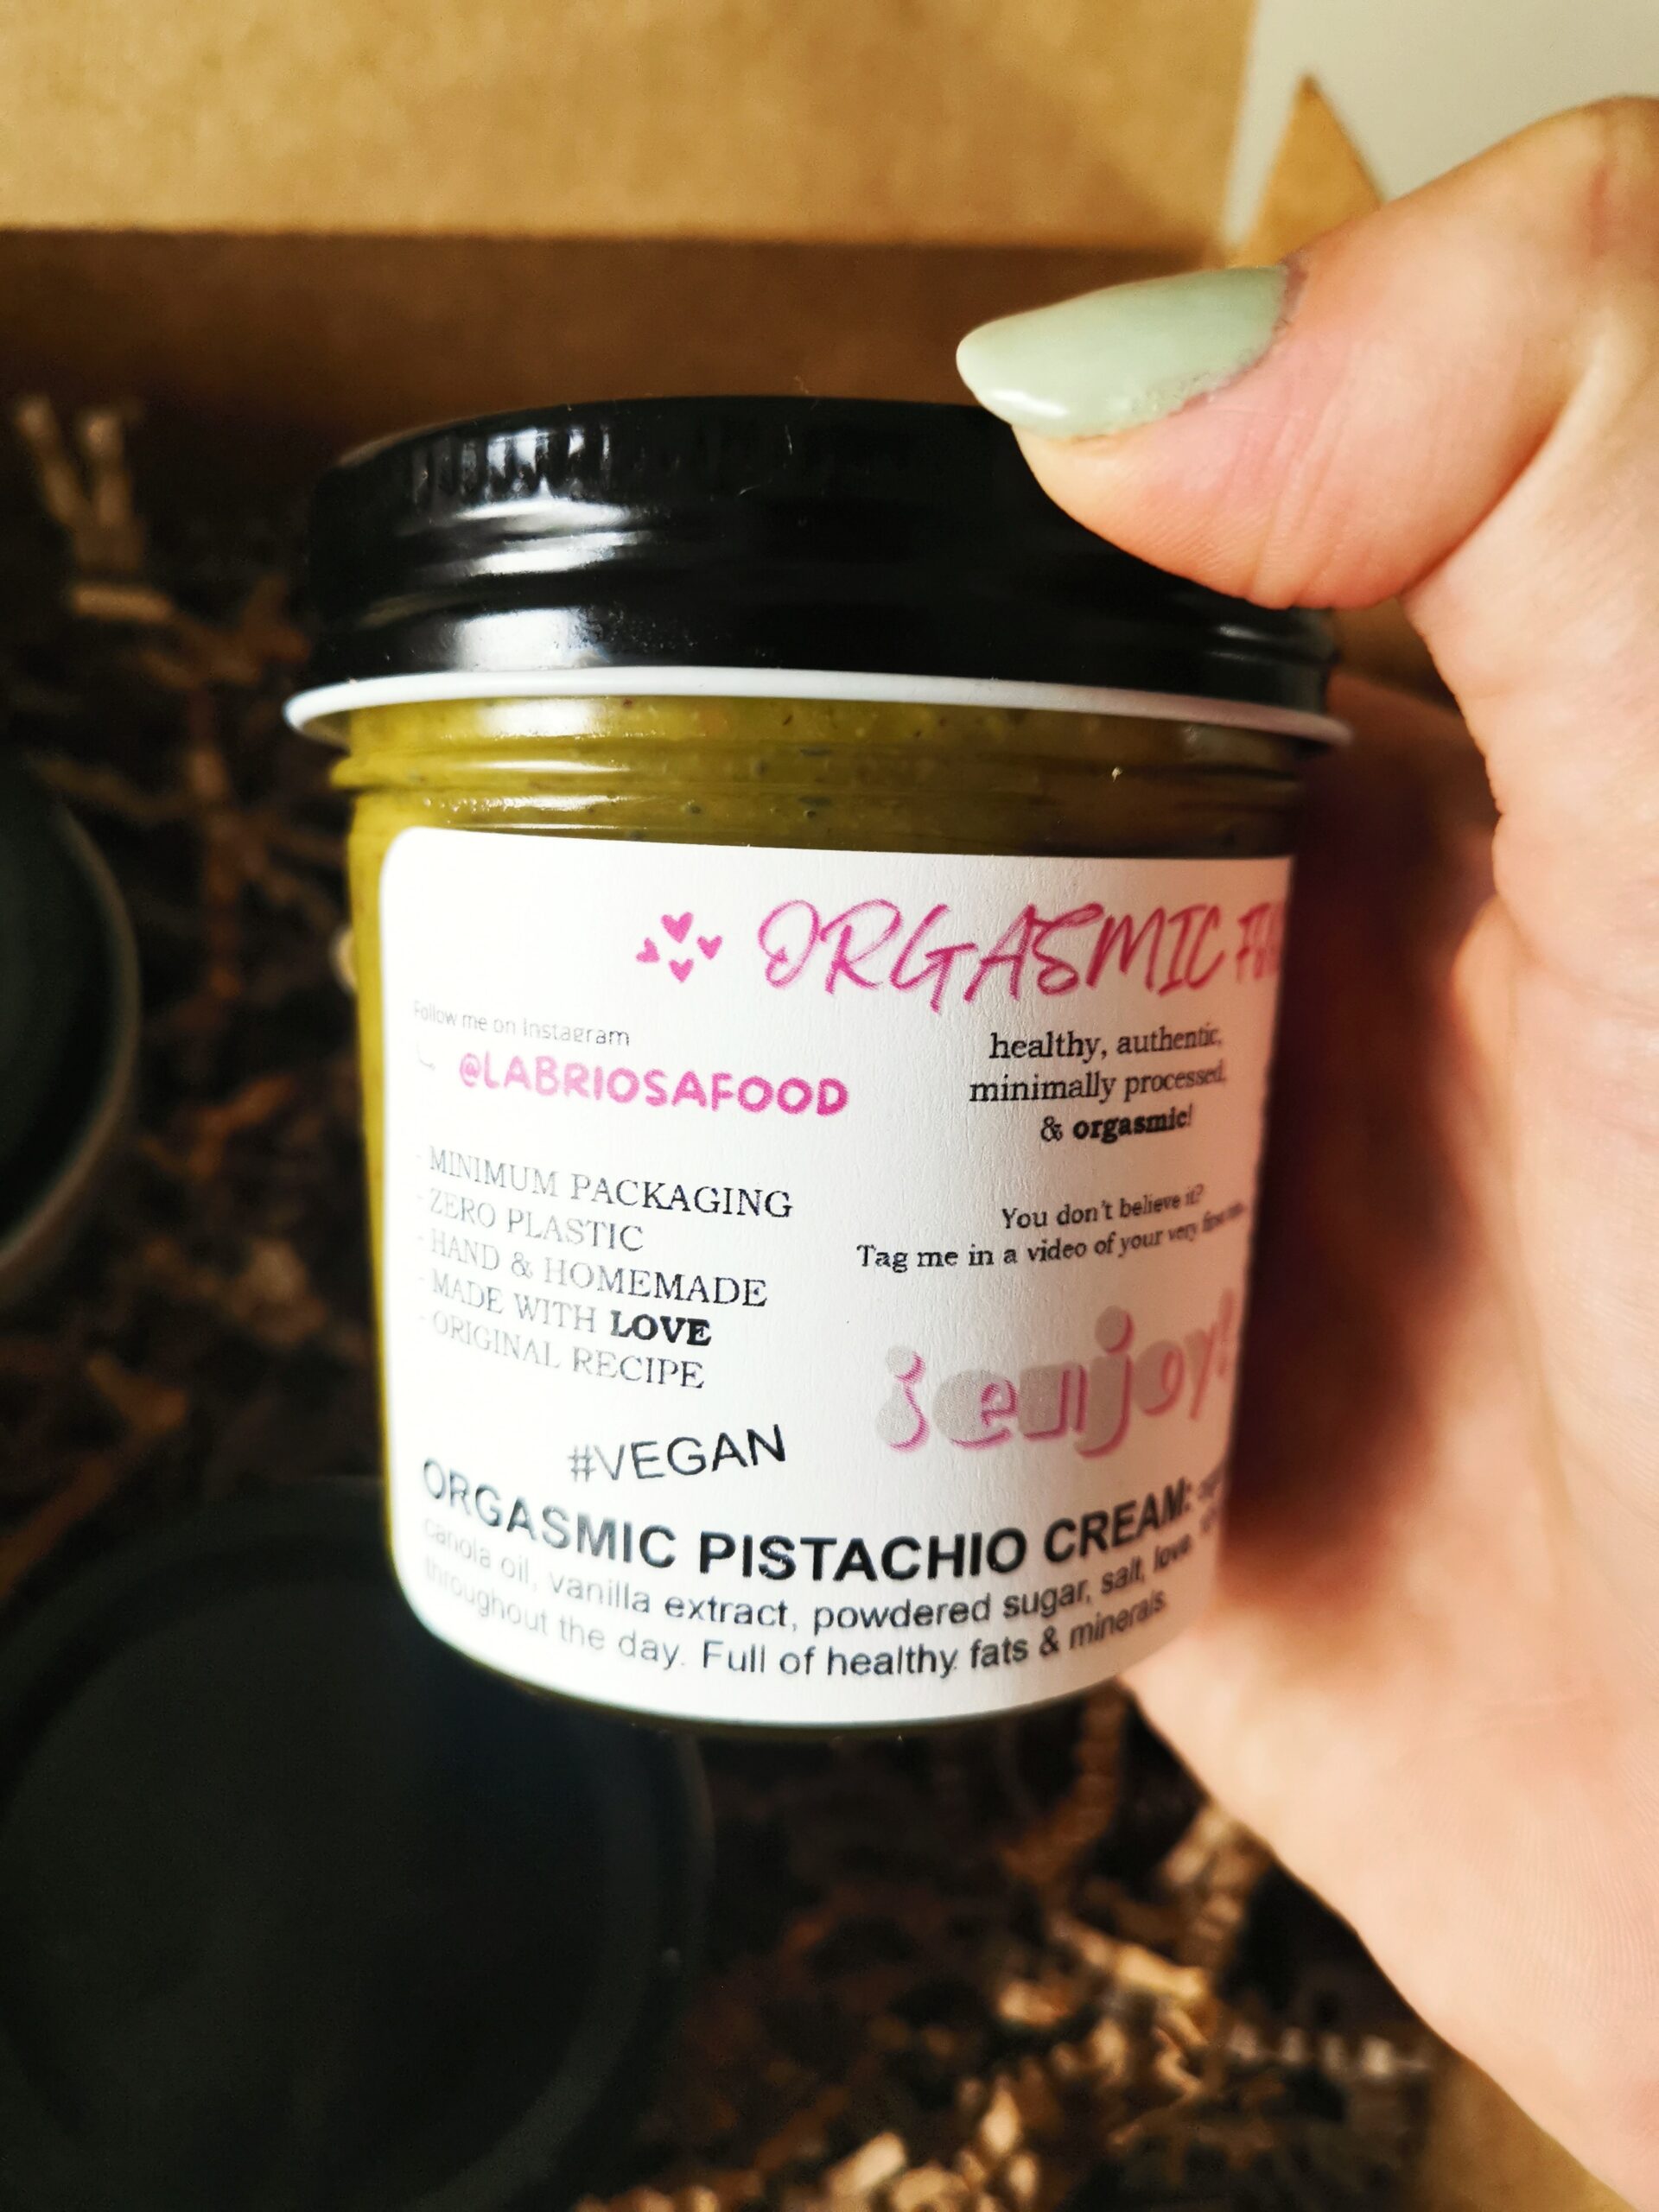 ORGASMIC
Follow me on Instagram
@LABRIOSAFOOD
healthy, authentic,
minimally processed,
& orgasmic!
- MINIMUM PACKAGING
- ZERO PLASTIC
- HAND & HOMEMADE
- MADE WITH LOVE
- ORIGINAL RECIPE
You don't believe it?
Tag me in a video of your very first
¡enjoy!
#VEGAN
ORGASMIC PISTACHIO CREAM:
canola oil, vanilla extract, powdered sugar, salt, love.
throughout the day. Full of healthy fats & minerals.